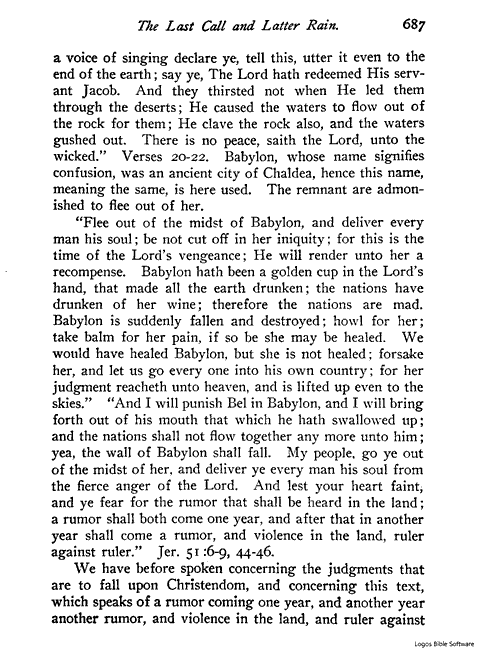 The Last Call and Latter Rain. 687
a voice of singing declare ye, tell this, utter it even to the
end of the earth; say ye, The Lord hath redeemed His serv-
ant Jacob. And they thirsted not when He led them
through the deserts; He caused the waters to flow out of
the rock for them; He clave the rock also, and the waters
gushed out. There is no peace, saith the Lord, unto the
wicked." Verses 20-22. Babylon, whose name signifies
confusion, was an ancient city of Chaldea, hence this name,
meaning the same, is here used. The remnant are admon-
ished to flee out of her.
"Flee out of the midst of Babylon, and deliver every
man his soul; be not cut off in her iniquity; for this is the
time of the Lord's vengeance; He will render unto her a
recompense. Babylon hath been a golden cup in the Lord's
hand, that made all the earth drunken; the nations have
drunken of her wine; therefore the nations are mad.
Babylon is suddenly fallen and destroyed; howl for her;
take balm for her pain, if so be she may be healed. We
would have healed Babylon, but she is not healed; forsake
her, and let us go every one into his own country; for her
judgment reacheth unto heaven, and is lifted up even to the
skies." "And I will punish Bel in Babylon, and I will bring
forth out of his mouth that which he hath swallowed up;
and the nations shall not flow together any more unto him;
yea, the wall of Babylon shall fall. My people, go ye out
of the midst of her, and deliver ye every man his soul from
the fierce anger of the Lord. And lest your heart faint,
and ye fear for the rumor that shall be heard in the land;
a rumor shall both come one year, and after that in another
year shall come a rumor, and violence in the land, ruler
against ruler." Jer. 51:6-9, 44-46.
We have before spoken concerning the judgments that
are to fall upon Christendom, and concerning this text,
which speaks of a rumor coming one year, and another year
another rumor, and violence in the land, and ruler against
Logos Bible Software